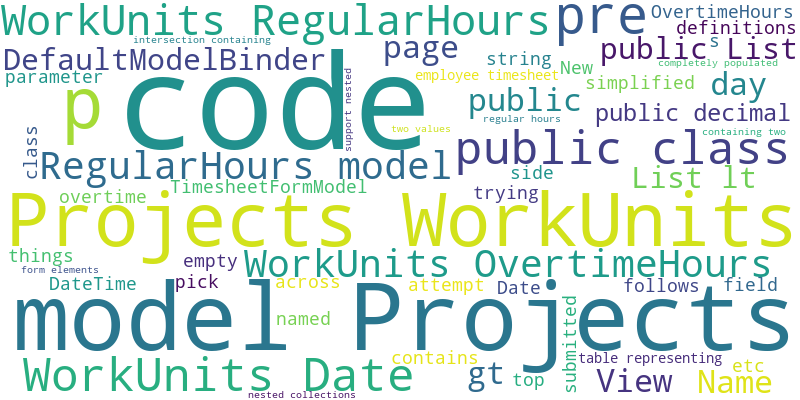 WorkUnits RegularHours
pre
OvertimeHours
definitions
intersection containing
DefaultModelBinder
page
string
s
public List
completely populated
parameter
code
employee timesheet
New
simplified
day
p
support nested
public
regular hours
public decimal
two values
containing two
class
RegularHours model
public class
side
List lt
TimesheetFormModel
overtime
trying
Projects WorkUnits
things
empty
WorkUnits OvertimeHours
form elements
DateTime
pick
across
attempt
Date
follows
field
model Projects
named
submitted
contains
table representing
WorkUnits Date
gt
top
View
etc
Name
nested collections